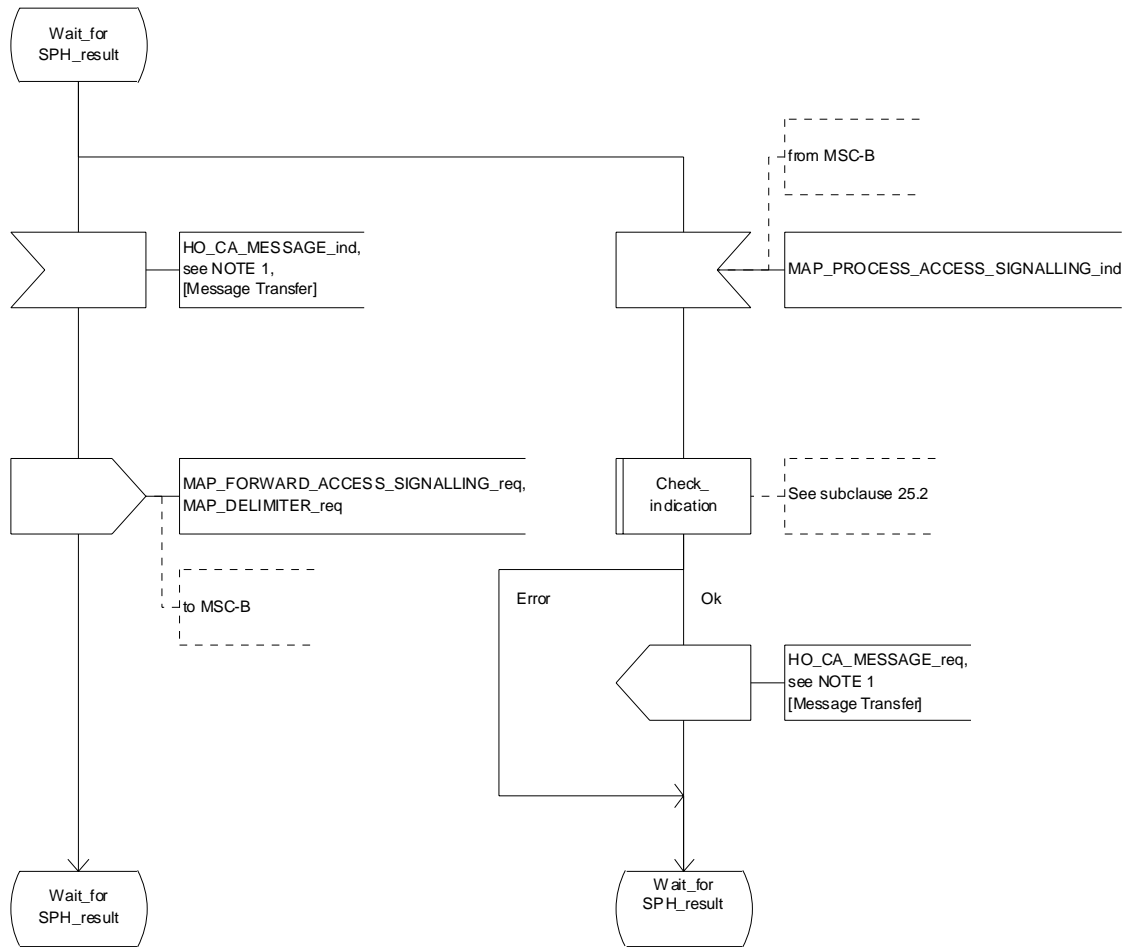 Wait_for
SPH_result
from MSC-B
HO_CA_MESSAGE_ind,
see NOTE 1,
[Message Transfer]
MAP_PROCESS_ACCESS_SIGNALLING_ind
MAP_FORWARD_ACCESS_SIGNALLING_req,
MAP_DELIMITER_req
Check_
indication
See subclause 25.2
to MSC-B
Error
Ok
HO_CA_MESSAGE_req,
see NOTE 1
[Message Transfer]
Wait_for
SPH_result
Wait_for
SPH_result